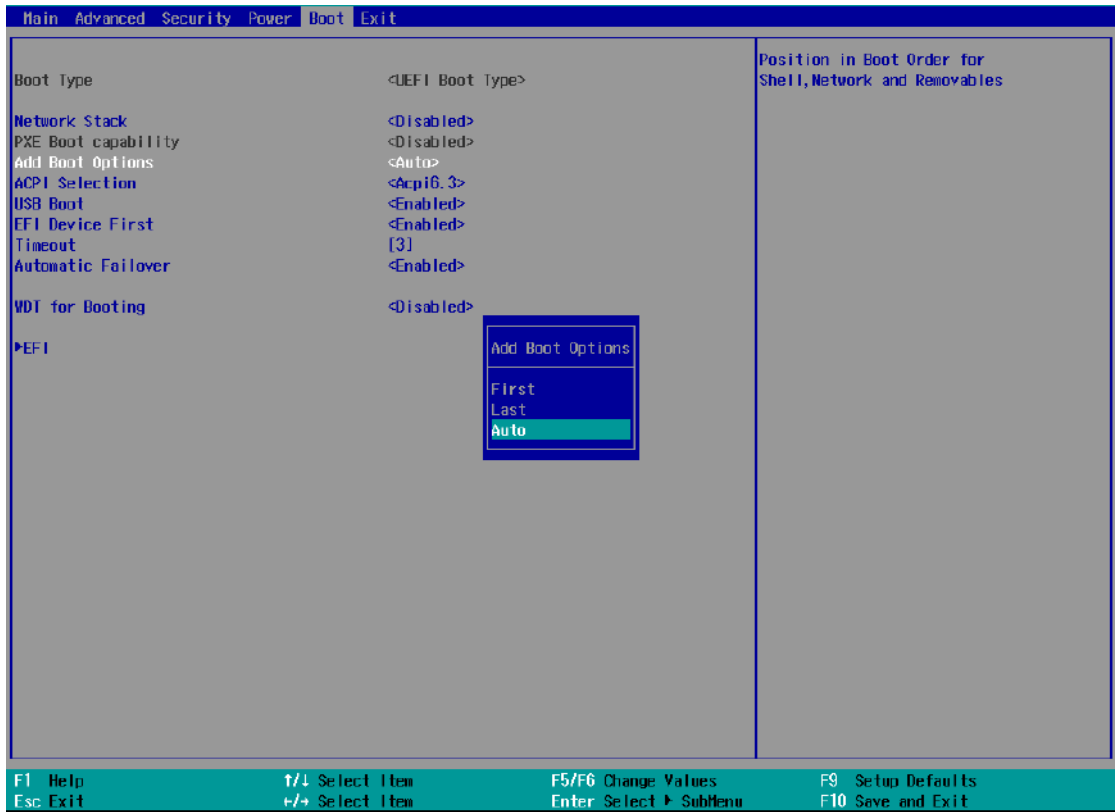 Main Advanced Security Power Boot Exit
Boot Type <UEFI Boot Type>
Network Stack <Disabled>
PXE Boot capability <Disabled>
Add Boot Options <Auto>
ACPI Selection <Acpi6.3>
USB Boot <Enabled>
EFI Device First <Enabled>
Timeout [3]
Automatic Failover <Enabled>
WDT for Booting <Disabled>
▶EFI
Add Boot Options
First
Last
Auto
Position in Boot Order for
Shell,Network and Removables
F1 Help ↑/↓ Select Item F5/F6 Change Values F9 Setup Defaults
Esc Exit ←/→ Select Item Enter Select ▶ SubMenu F10 Save and Exit